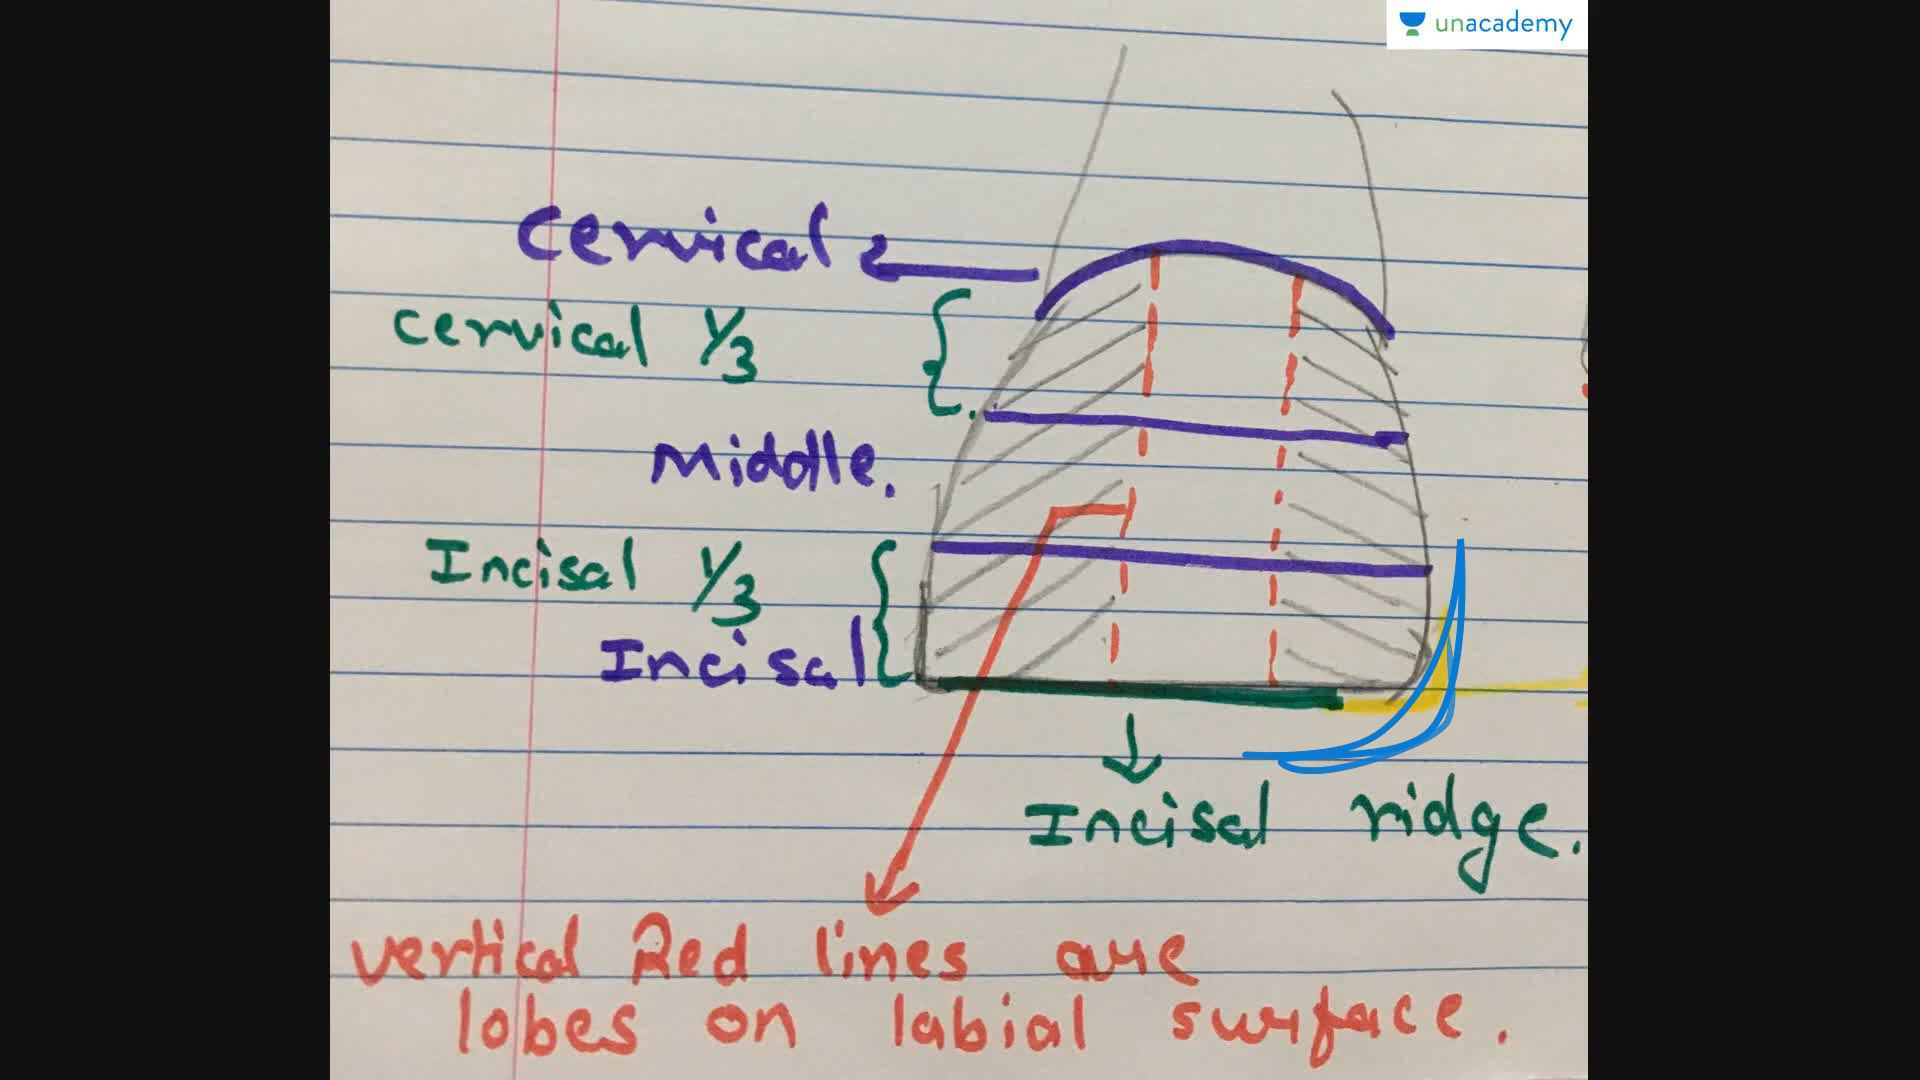 unacademy
Cervical
cervical 1/3
Middle.
Incisal 1/3
Incisal
Incisal ridge.
vertical Red lines are
lobes on labial surface.